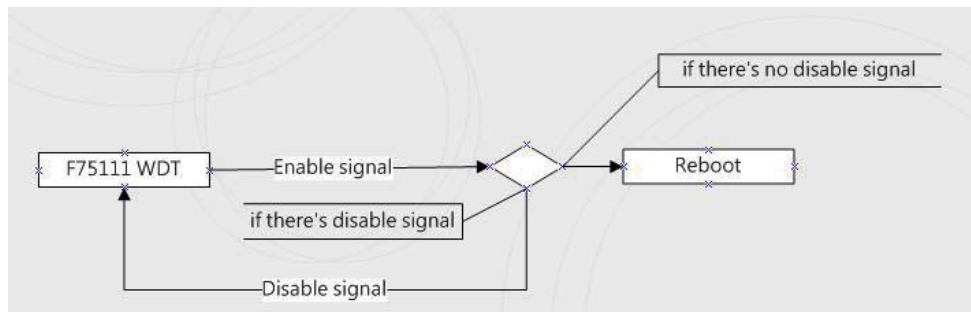 if there's no disable signal
F75111 WDT
Enable signal
Reboot
if there's disable signal
Disable signal